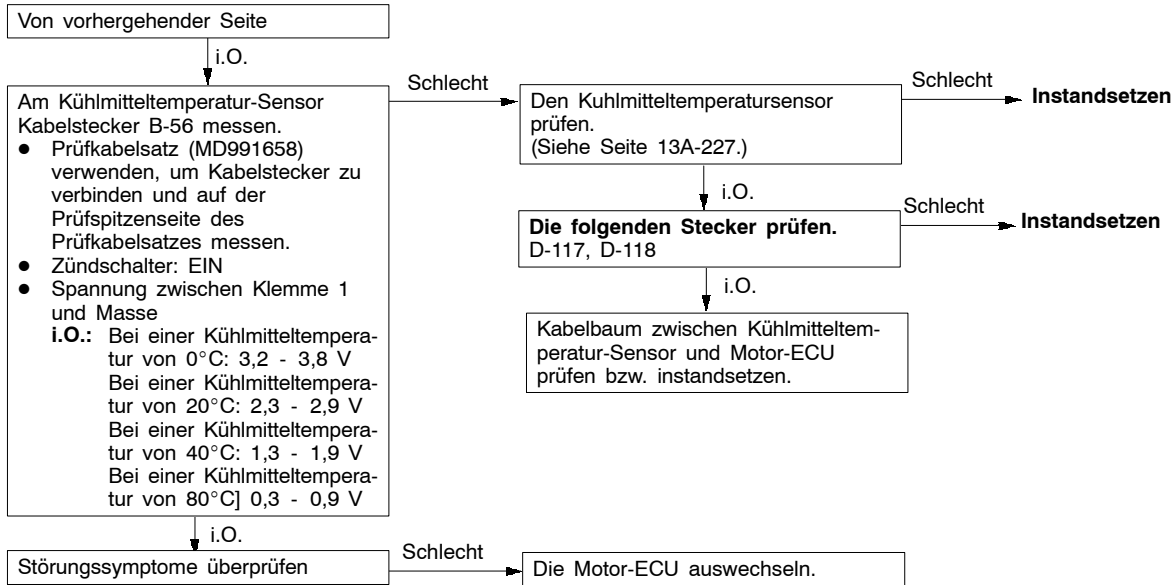 Von vorhergehender Seite
i.O.
Am Kühlmitteltemperatur-Sensor
Kabelstecker B-56 messen.
● Prüfkabelsatz (MD991658)
verwenden, um Kabelstecker zu
verbinden und auf der
Prüfspitzenseite des
Prüfkabelsatzes messen.
● Zündschalter: EIN
● Spannung zwischen Klemme 1
und Masse
i.O.: Bei einer Kühlmitteltempera-
tur von 0°C: 3,2 - 3,8 V
Bei einer Kühlmitteltempera-
tur von 20°C: 2,3 - 2,9 V
Bei einer Kühlmitteltempera-
tur von 40°C: 1,3 - 1,9 V
Bei einer Kühlmitteltempera-
tur von 80°C] 0,3 - 0,9 V
Schlecht
Den Kuhlmitteltemperatursensor
prüfen.
(Siehe Seite 13A-227.)
Schlecht
Instandsetzen
i.O.
Die folgenden Stecker prüfen.
D-117, D-118
Schlecht
Instandsetzen
i.O.
Kabelbaum zwischen Kühlmitteltem-
peratur-Sensor und Motor-ECU
prüfen bzw. instandsetzen.
i.O.
Störungssymptome überprüfen
Schlecht
Die Motor-ECU auswechseln.